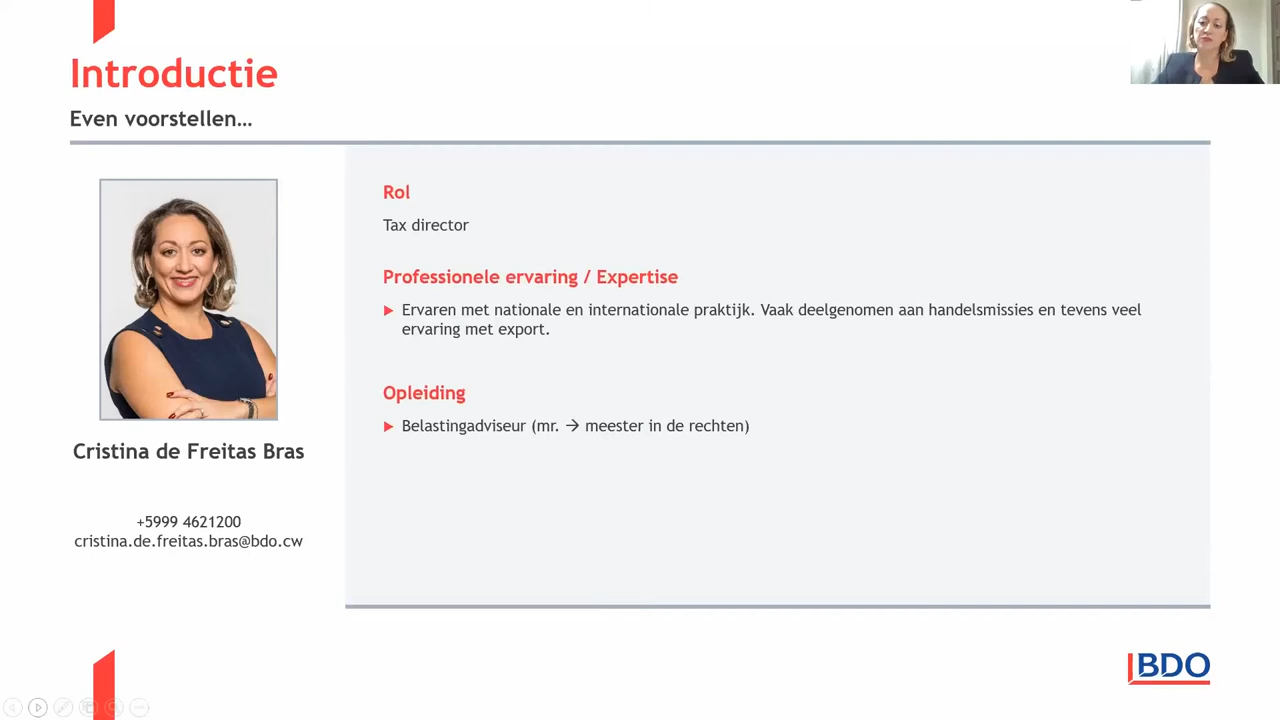 Introductie
Even voorstellen...
Rol
Tax director
Professionele ervaring / Expertise
Ervaren met nationale en internationale praktijk. Vaak deelgenomen aan handelsmissies en tevens veel
ervaring met export.
Opleiding
Belastingadviseur (mr. → meester in de rechten)
Cristina de Freitas Bras
+5999 4621200
cristina.de.freitas.bras@bdo.cw
BDO